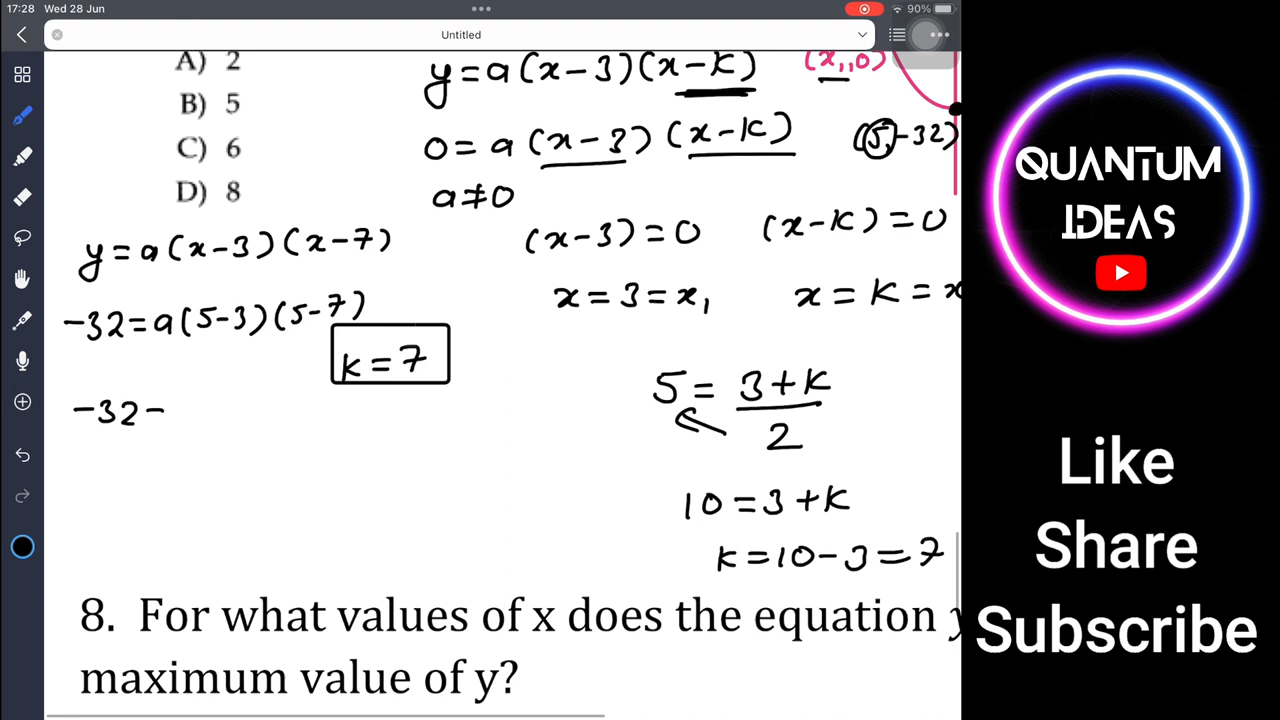 17:28 Wed 28 Jun
90%
Untitled
A) 2
B) 5
C) 6
D) 8
y=a(x-3)(x-k)
(x₁,0)
0=a(x-3)(x-k)
(5,-32)
a≠0
y=a(x-3)(x-7)
(x-3)=0
(x-k)=0
-32=a(5-3)(5-7)
x=3=x₁
x=k=x
k=7
5=3+k/2
-32-
10=3+k
k=10-3=7
8. For what values of x does the equation y
maximum value of y?
QUANTUM
IDEAS
Like
Share
Subscribe